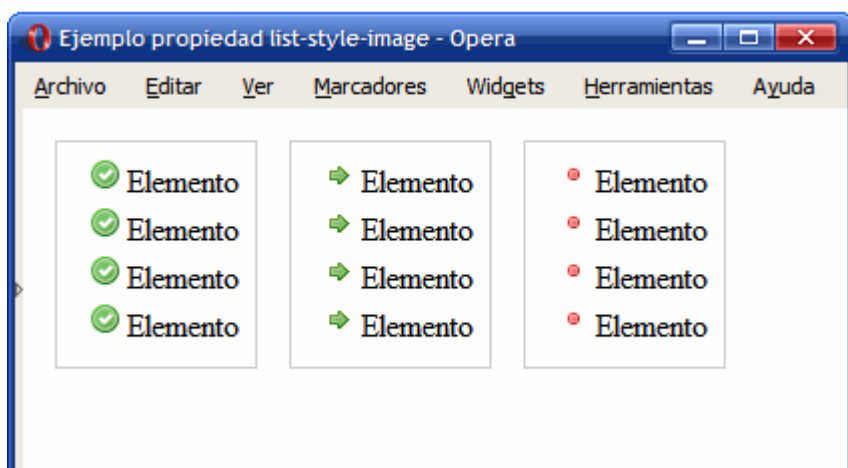 Ejemplo propiedad list-style-image - Opera
Archivo Editar Ver Marcadores Widgets Herramientas Ayuda
Elemento Elemento Elemento
Elemento Elemento Elemento
Elemento Elemento Elemento
Elemento Elemento Elemento